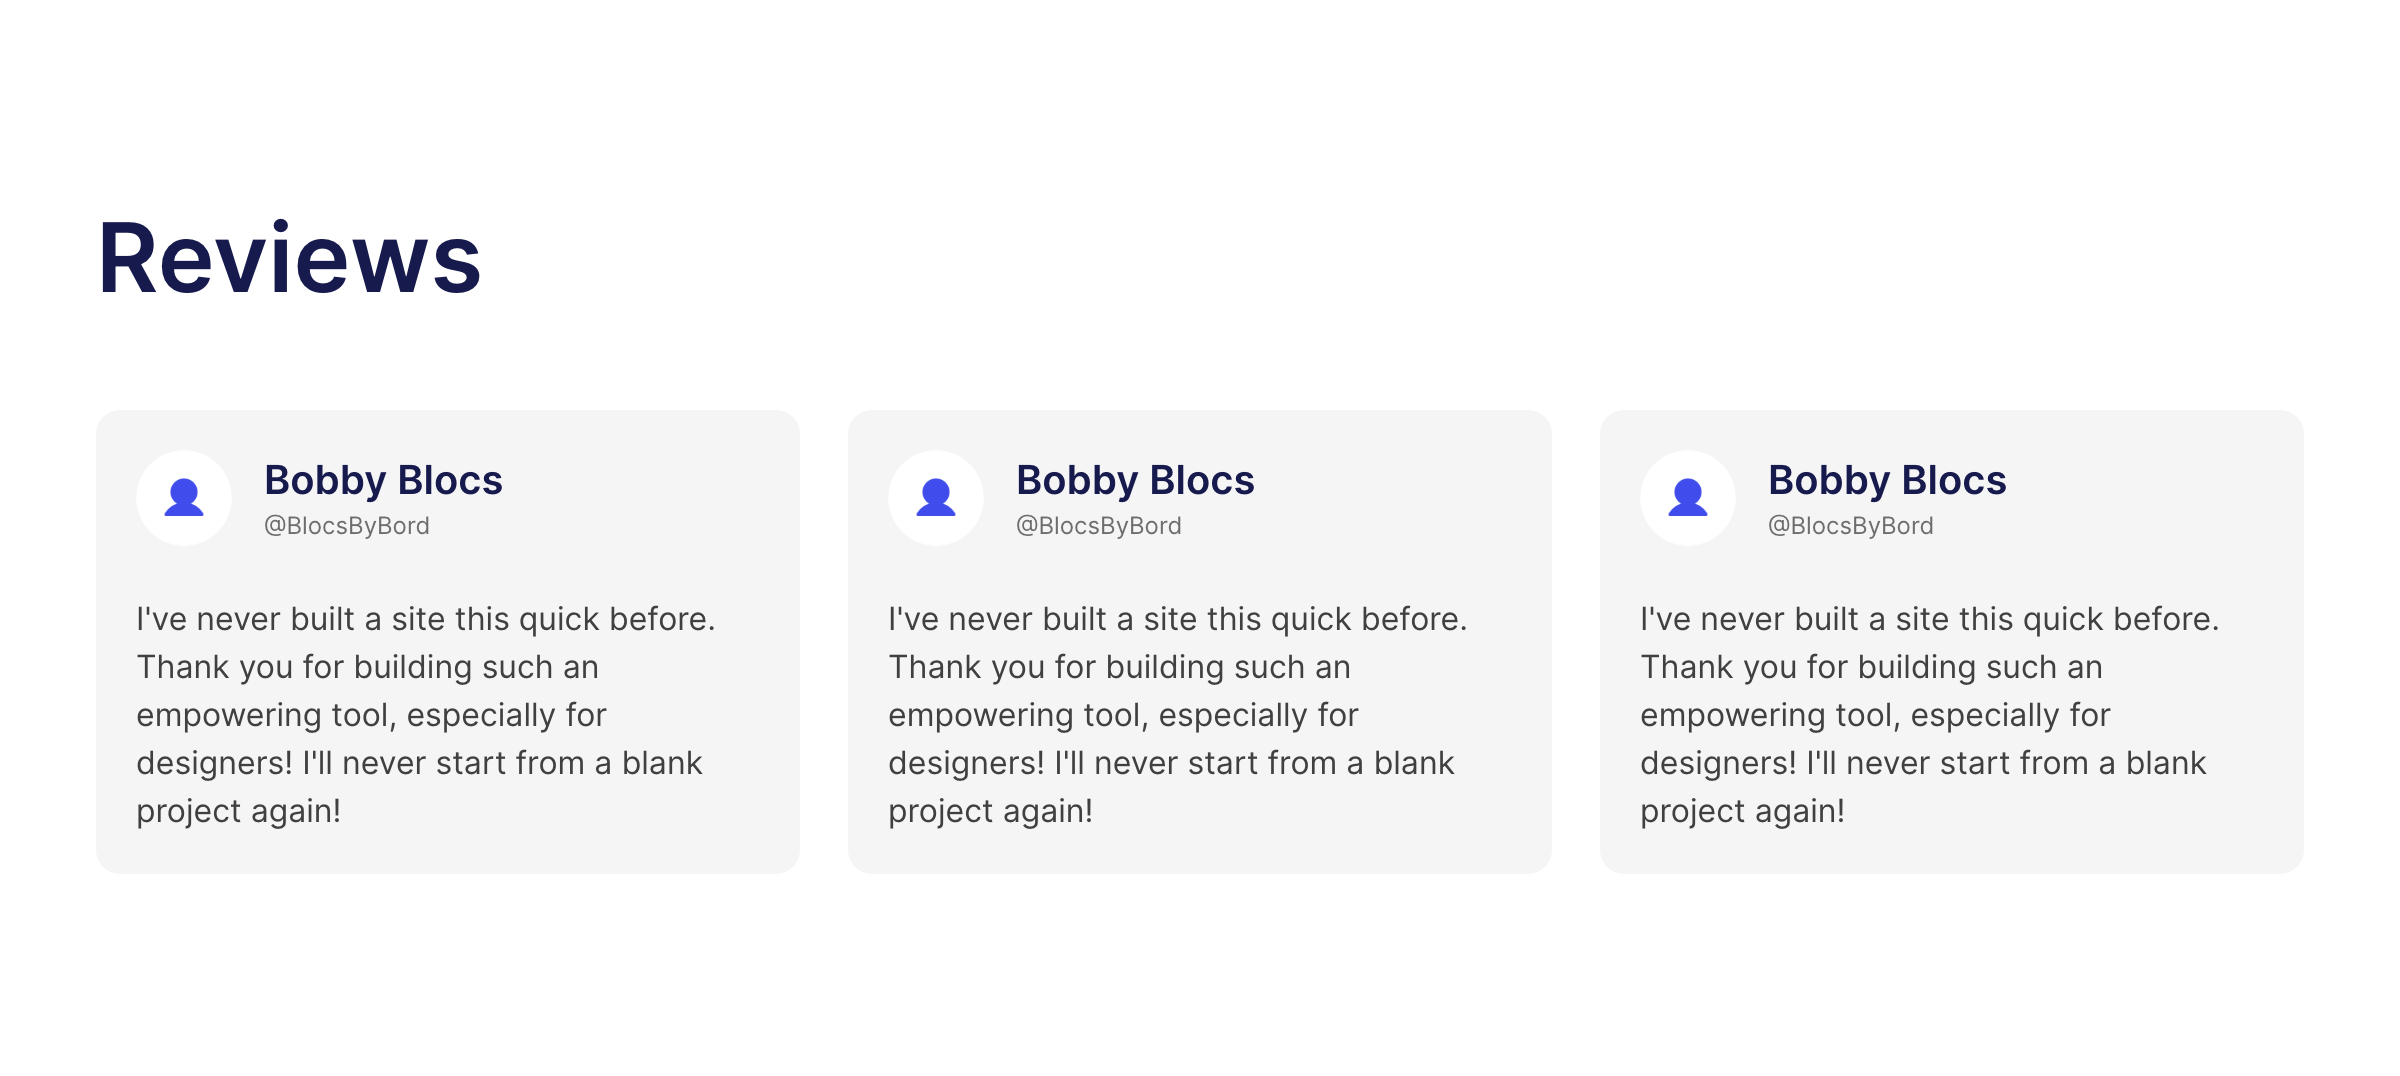 Reviews
Bobby Blocs
@BlocsByBord
I've never built a site this quick before.
Thank you for building such an
empowering tool, especially for
designers! I'll never start from a blank
project again!
Bobby Blocs
@BlocsByBord
I've never built a site this quick before.
Thank you for building such an
empowering tool, especially for
designers! I'll never start from a blank
project again!
Bobby Blocs
@BlocsByBord
I've never built a site this quick before.
Thank you for building such an
empowering tool, especially for
designers! I'll never start from a blank
project again!